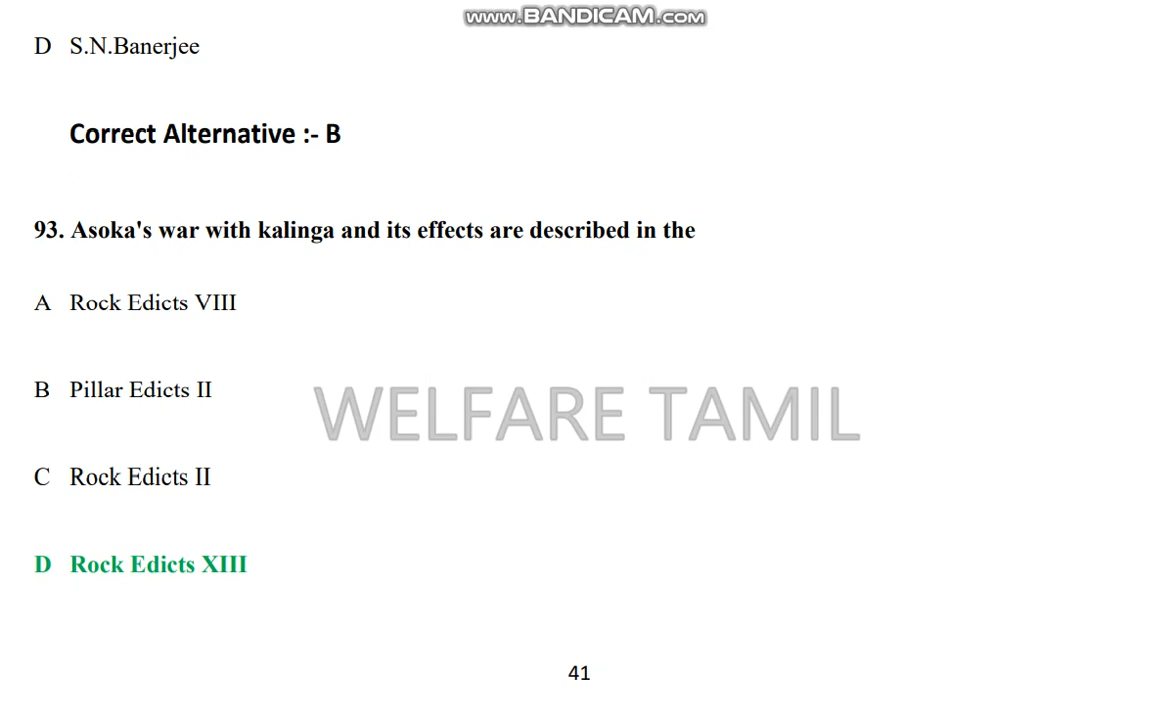 www.BANDICAM.com
D S.N.Banerjee
Correct Alternative :- B
93. Asoka's war with kalinga and its effects are described in the
A Rock Edicts VIII
B Pillar Edicts II
WELFARE TAMIL
C Rock Edicts II
D Rock Edicts XIII
41